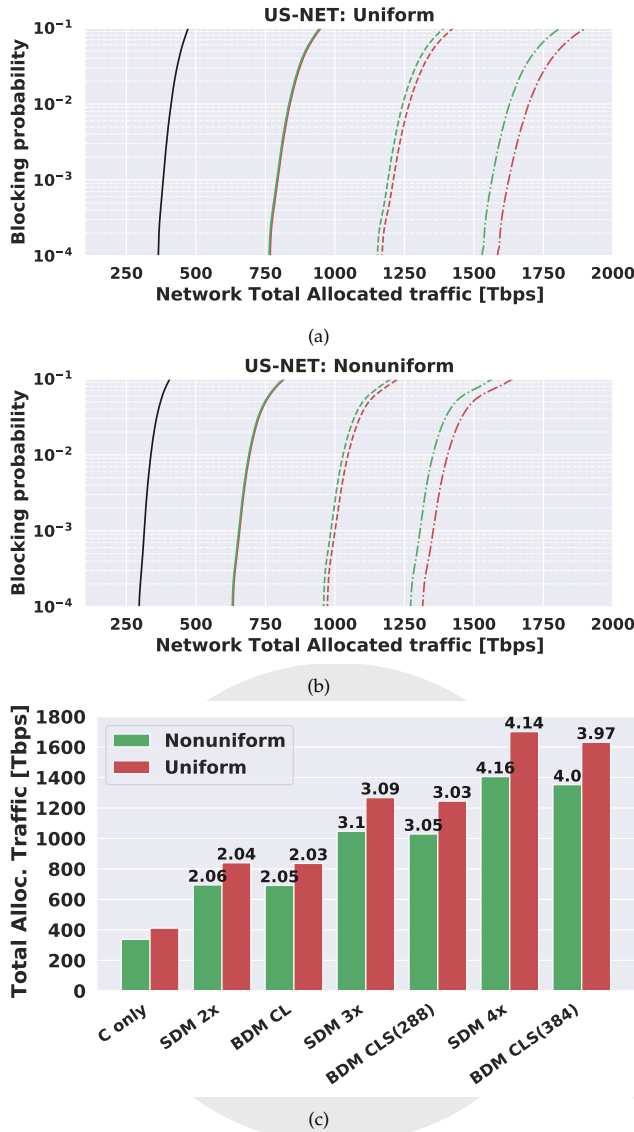 US-NET: Uniform
Blocking probability
10⁻¹
10⁻²
10⁻³
10⁻⁴
250 500 750 1000 1250 1500 1750 2000
Network Total Allocated traffic [Tbps]
(a)
US-NET: Nonuniform
Blocking probability
10⁻¹
10⁻²
10⁻³
10⁻⁴
250 500 750 1000 1250 1500 1750 2000
Network Total Allocated traffic [Tbps]
(b)
Total Alloc. Traffic [Tbps]
1800
1600
1400
1200
1000
800
600
400
200
0
Nonuniform
Uniform
2.06 2.04 2.05 2.03 3.1 3.09 3.05 3.03 4.16 4.14 4.0 3.97
C only SDM 2x BDM CL SDM 3x BDM CLS(288) SDM 4x BDM CLS(384)
(c)